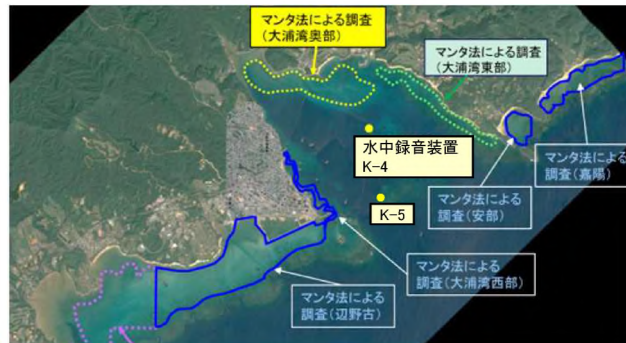 マンタ法による調査
(大浦湾奥部)
マンタ法による調査
(大浦湾東部)
水中録音装置
K-4
K-5
マンタ法による
調査(嘉陽)
マンタ法による
調査(安部)
マンタ法による
調査(大浦湾西部)
マンタ法による
調査(辺野古)